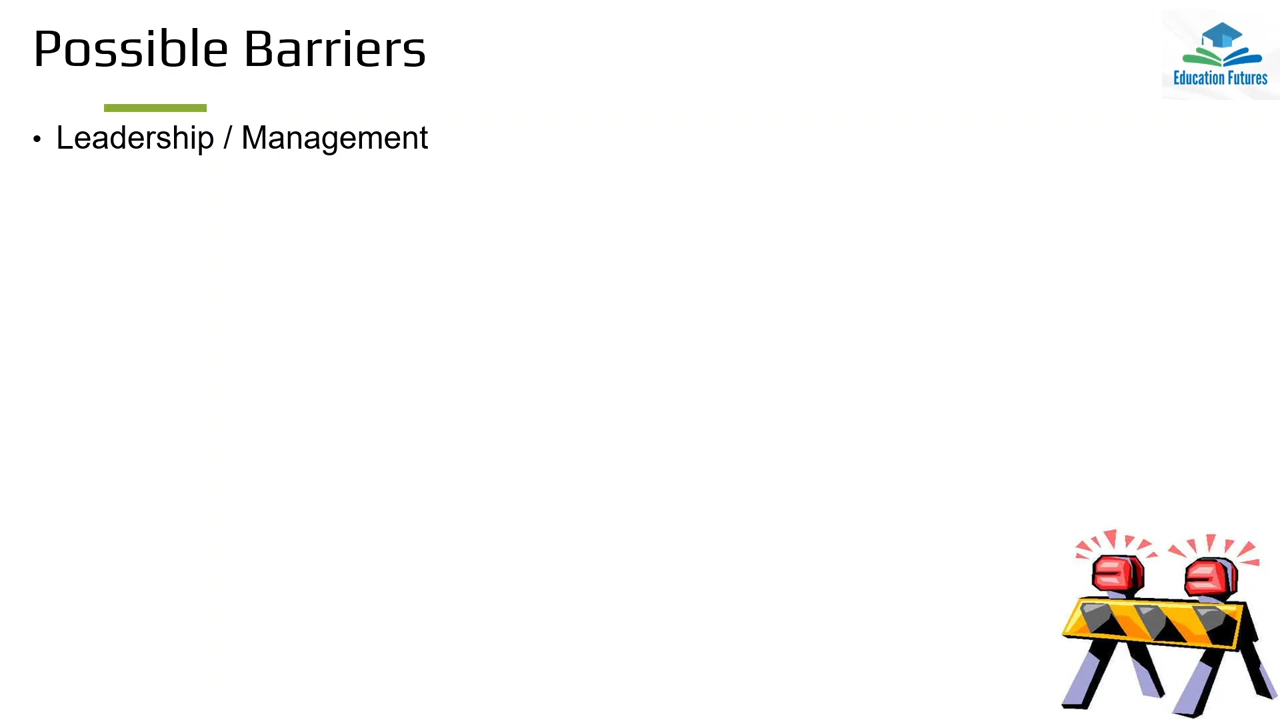 Possible Barriers
Education Futures
• Leadership / Management